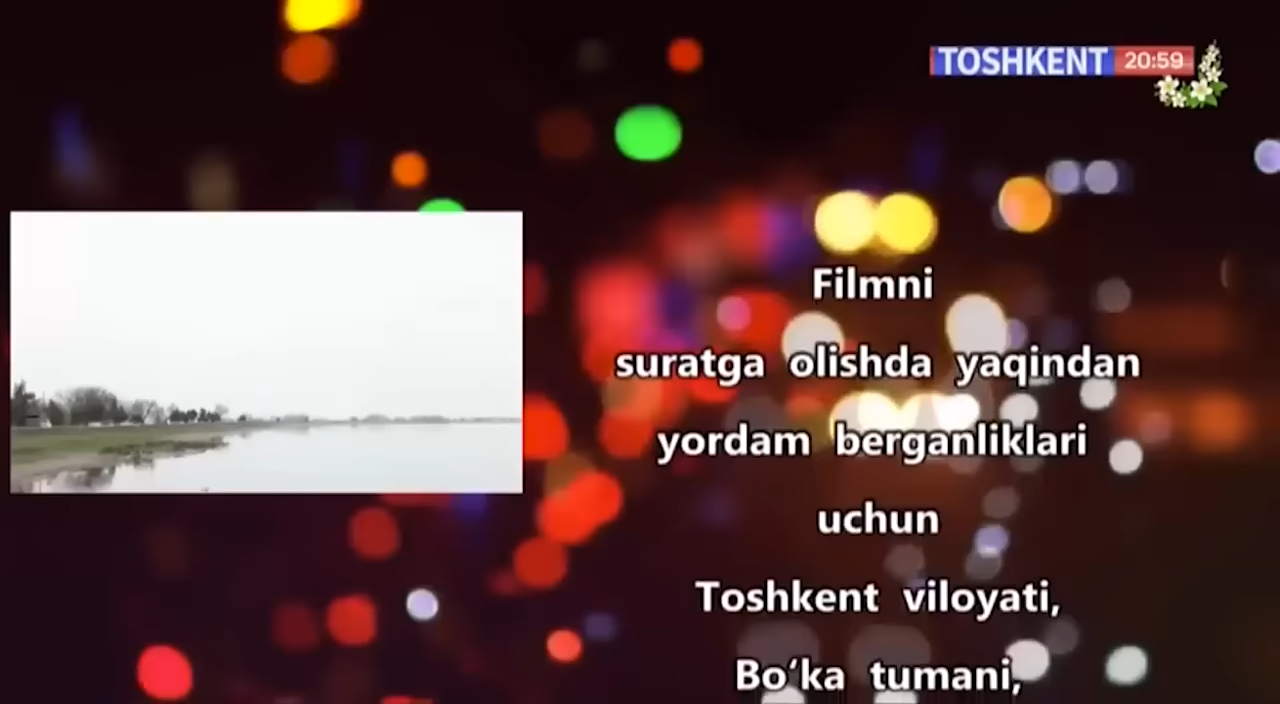 TOSHKENT 20:59
Filmni
suratga olishda yaqindan
yordam berganliklari
uchun
Toshkent viloyati,
Bo‘ka tumani,